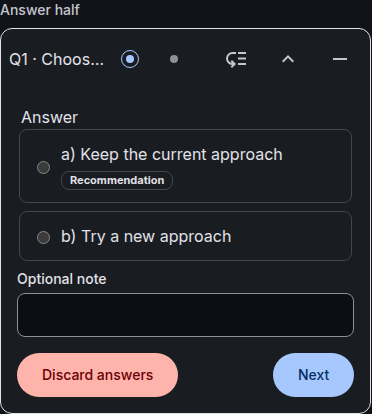 Answer half
Q1 · Choos...
Answer
a) Keep the current approach
Recommendation
b) Try a new approach
Optional note
Discard answers
Next